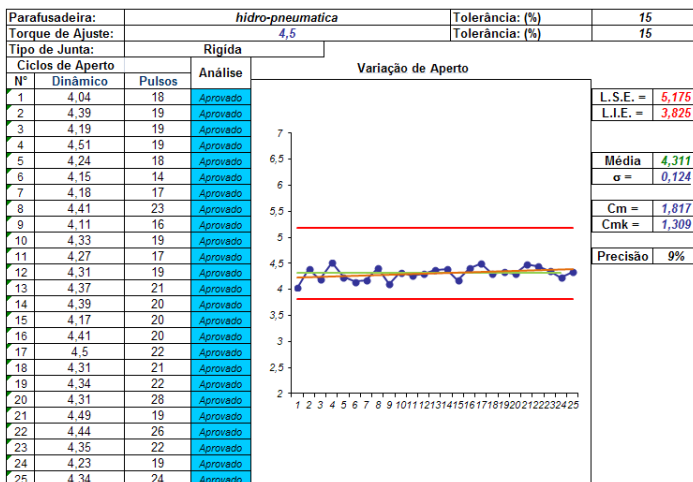 Parafusadeira: hidro-pneumatica Tolerância: (%) 15
Torque de Ajuste: 4,5 Tolerância: (%) 15
Tipo de Junta: Rigída
Ciclos de Aperto Análise Variação de Aperto
N° Dinâmico Pulsos
1 4,04 18 Aprovado L.S.E. = 5,175
2 4,39 19 Aprovado L.I.E. = 3,825
3 4,19 19 Aprovado
4 4,51 19 Aprovado
5 4,24 18 Aprovado Média 4,311
6 4,15 14 Aprovado σ = 0,124
7 4,18 17 Aprovado
8 4,41 23 Aprovado Cm = 1,817
9 4,11 16 Aprovado Cmk = 1,309
10 4,33 19 Aprovado
11 4,27 17 Aprovado Precisão 9%
12 4,31 19 Aprovado
13 4,37 21 Aprovado
14 4,39 20 Aprovado
15 4,17 20 Aprovado
16 4,41 20 Aprovado
17 4,5 22 Aprovado
18 4,31 21 Aprovado
19 4,34 22 Aprovado
20 4,31 28 Aprovado
21 4,49 19 Aprovado
22 4,44 26 Aprovado
23 4,35 22 Aprovado
24 4,23 19 Aprovado
25 4,34 24 Aprovado
7
6,5
6
5,5
5
4,5
4
3,5
3
2,5
2
1 2 3 4 5 6 7 8 9 10 11 12 13 14 15 16 17 18 19 20 21 22 23 24 25